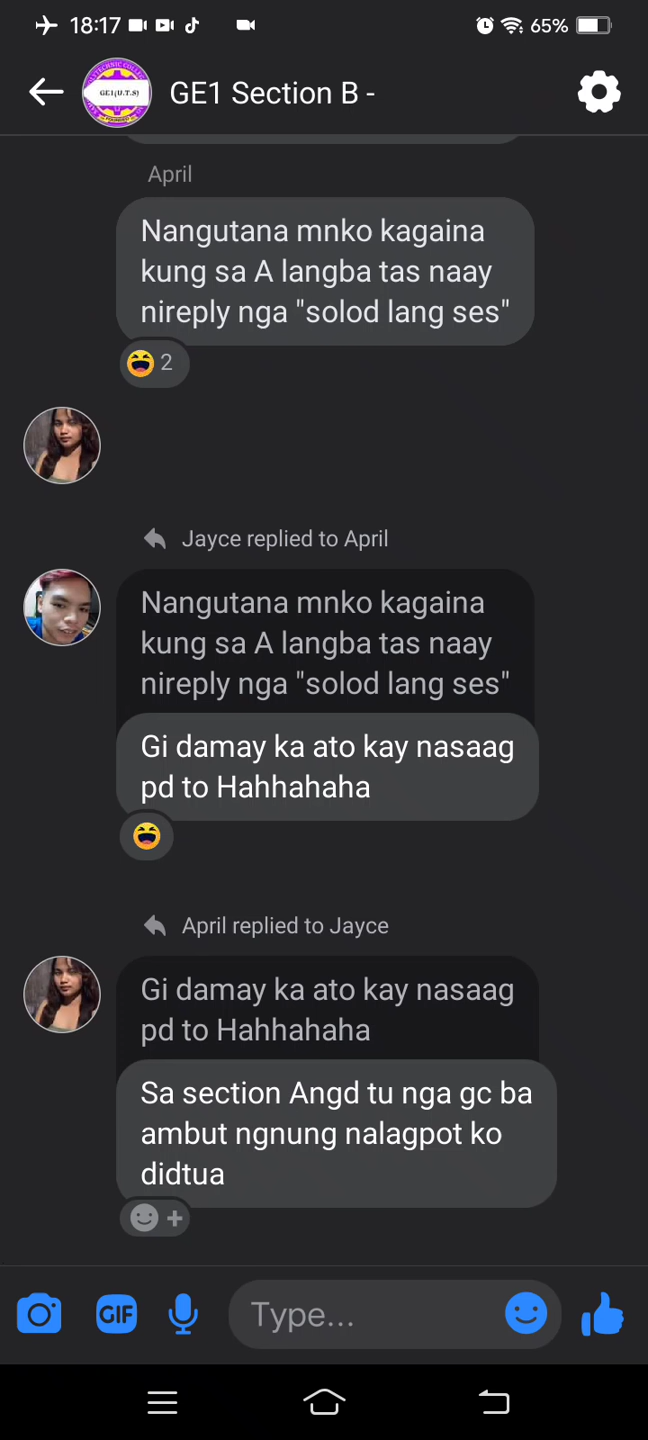 18:17
65%
GE1(U.T.S)
GE1 Section B -
April
Nangutana mnko kagaina
kung sa A langba tas naay
nireply nga "solod lang ses"
2
Jayce replied to April
Nangutana mnko kagaina
kung sa A langba tas naay
nireply nga "solod lang ses"
Gi damay ka ato kay nasaag
pd to Hahhahaha
April replied to Jayce
Gi damay ka ato kay nasaag
pd to Hahhahaha
Sa section Angd tu nga gc ba
ambut ngnung nalagpot ko
didtua
GIF
Type...